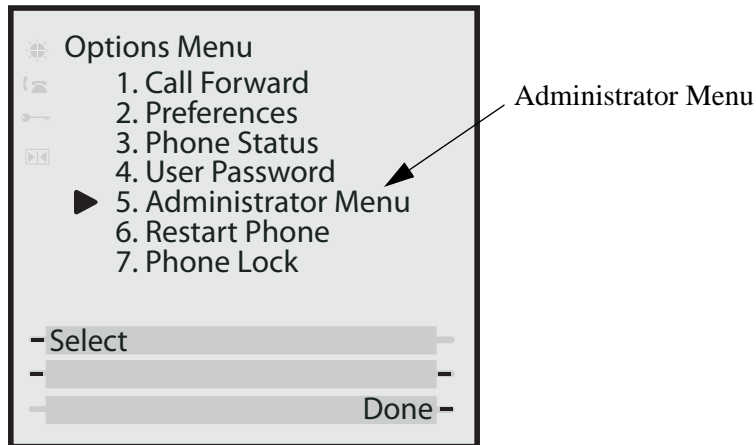 Options Menu
1. Call Forward
2. Preferences
3. Phone Status
4. User Password
5. Administrator Menu
6. Restart Phone
7. Phone Lock
Select
Done
Administrator Menu